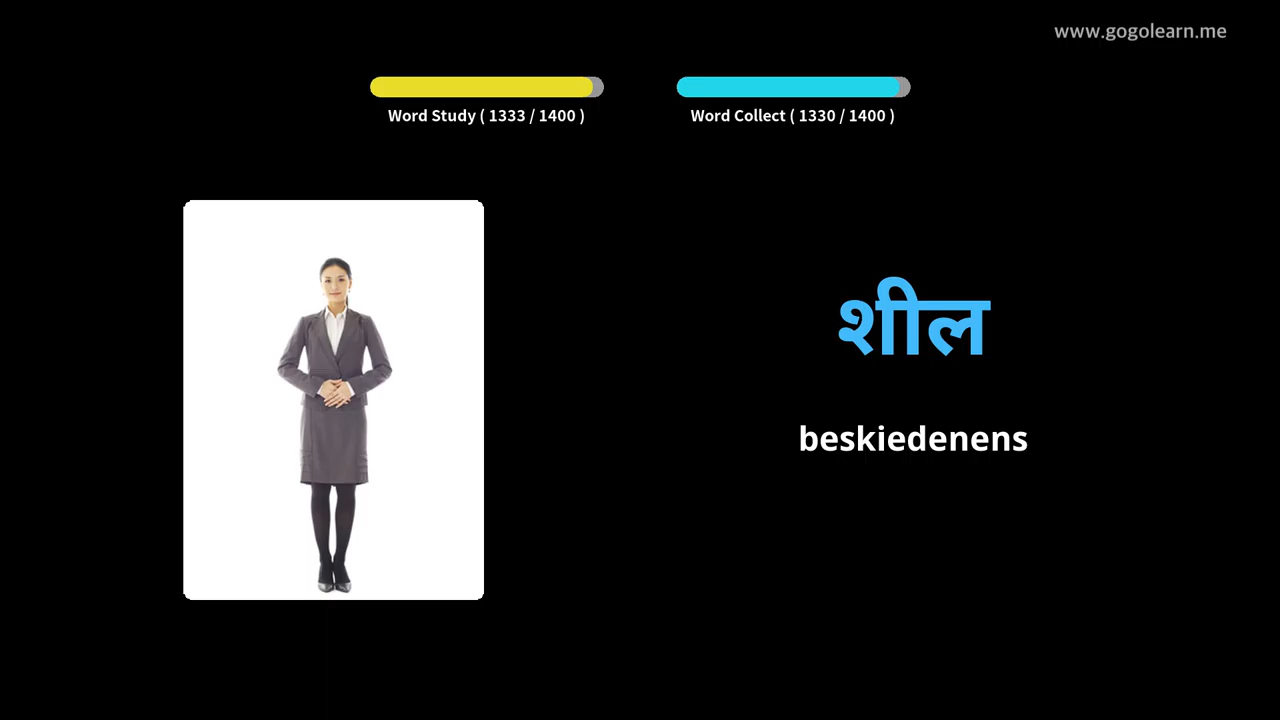 www.gogolearn.me
Word Study ( 1333 / 1400 )
Word Collect ( 1330 / 1400 )
शील
beskiedenens